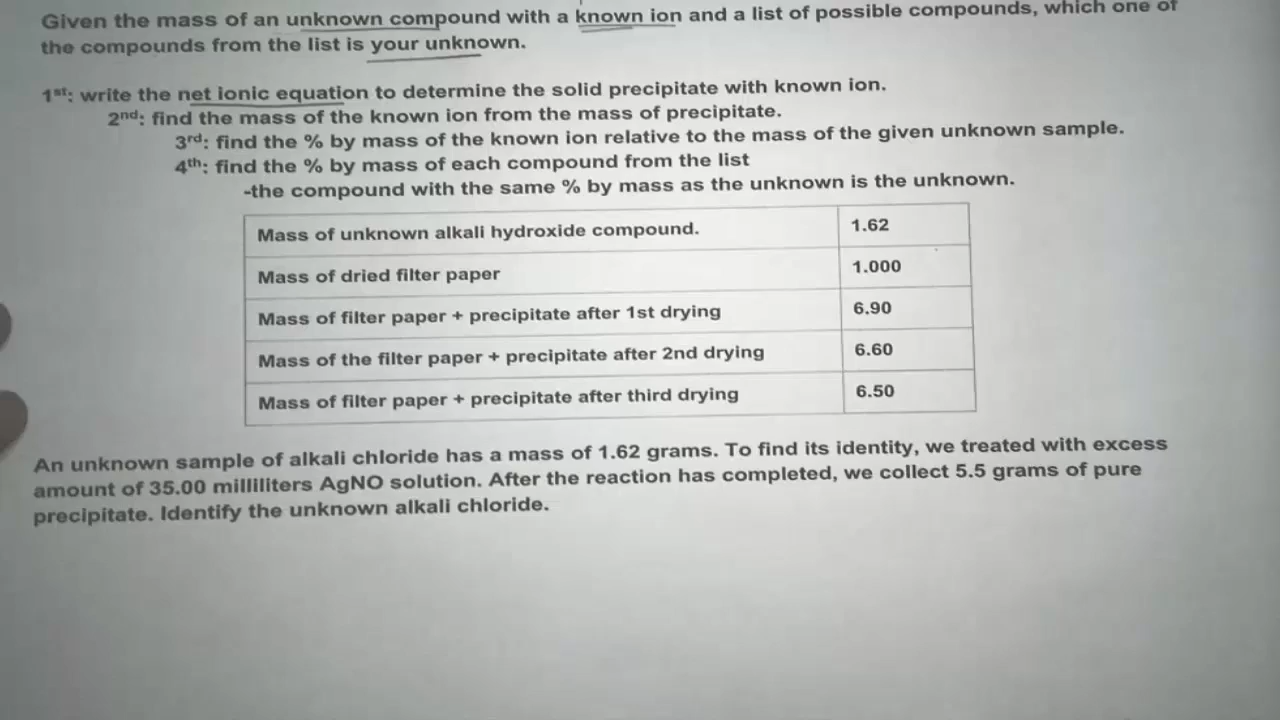 Given the mass of an unknown compound with a known ion and a list of possible compounds, which one of
the compounds from the list is your unknown.
1st: write the net ionic equation to determine the solid precipitate with known ion.
2nd: find the mass of the known ion from the mass of precipitate.
3rd: find the % by mass of the known ion relative to the mass of the given unknown sample.
4th: find the % by mass of each compound from the list
-the compound with the same % by mass as the unknown is the unknown.
Mass of unknown alkali hydroxide compound. 1.62
Mass of dried filter paper 1.000
Mass of filter paper + precipitate after 1st drying 6.90
Mass of the filter paper + precipitate after 2nd drying 6.60
Mass of filter paper + precipitate after third drying 6.50
An unknown sample of alkali chloride has a mass of 1.62 grams. To find its identity, we treated with excess
amount of 35.00 milliliters AgNO solution. After the reaction has completed, we collect 5.5 grams of pure
precipitate. Identify the unknown alkali chloride.